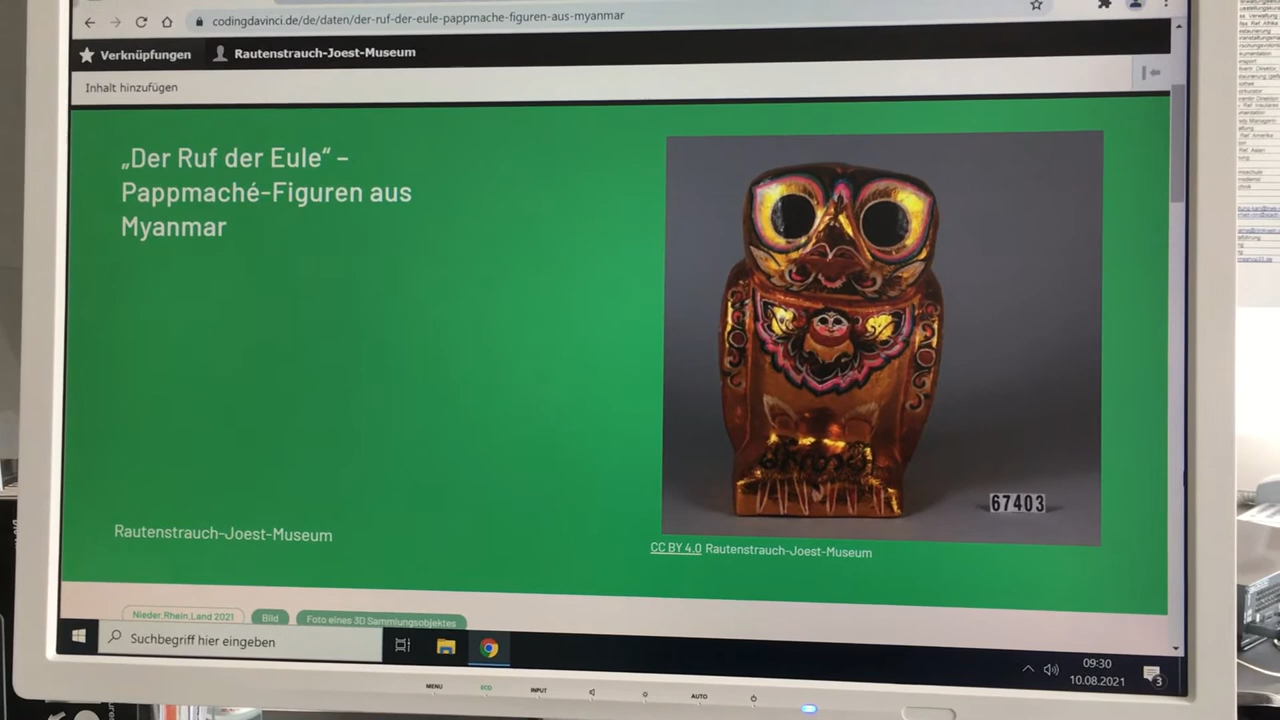 codingdavinci.de/de/daten/der-ruf-der-eule-pappmache-figuren-aus-myanmar
Verknüpfungen
Rautenstrauch-Joest-Museum
Inhalt hinzufügen
„Der Ruf der Eule“ –
Pappmaché-Figuren aus
Myanmar
67403
Rautenstrauch-Joest-Museum
CC BY 4.0 Rautenstrauch-Joest-Museum
Nieder.Rhein.Land 2021
Bild
Foto eines 3D Sammlungsobjektes
Suchbegriff hier eingeben
09:30
10.08.2021
3
MENU
ECO
INPUT
AUTO